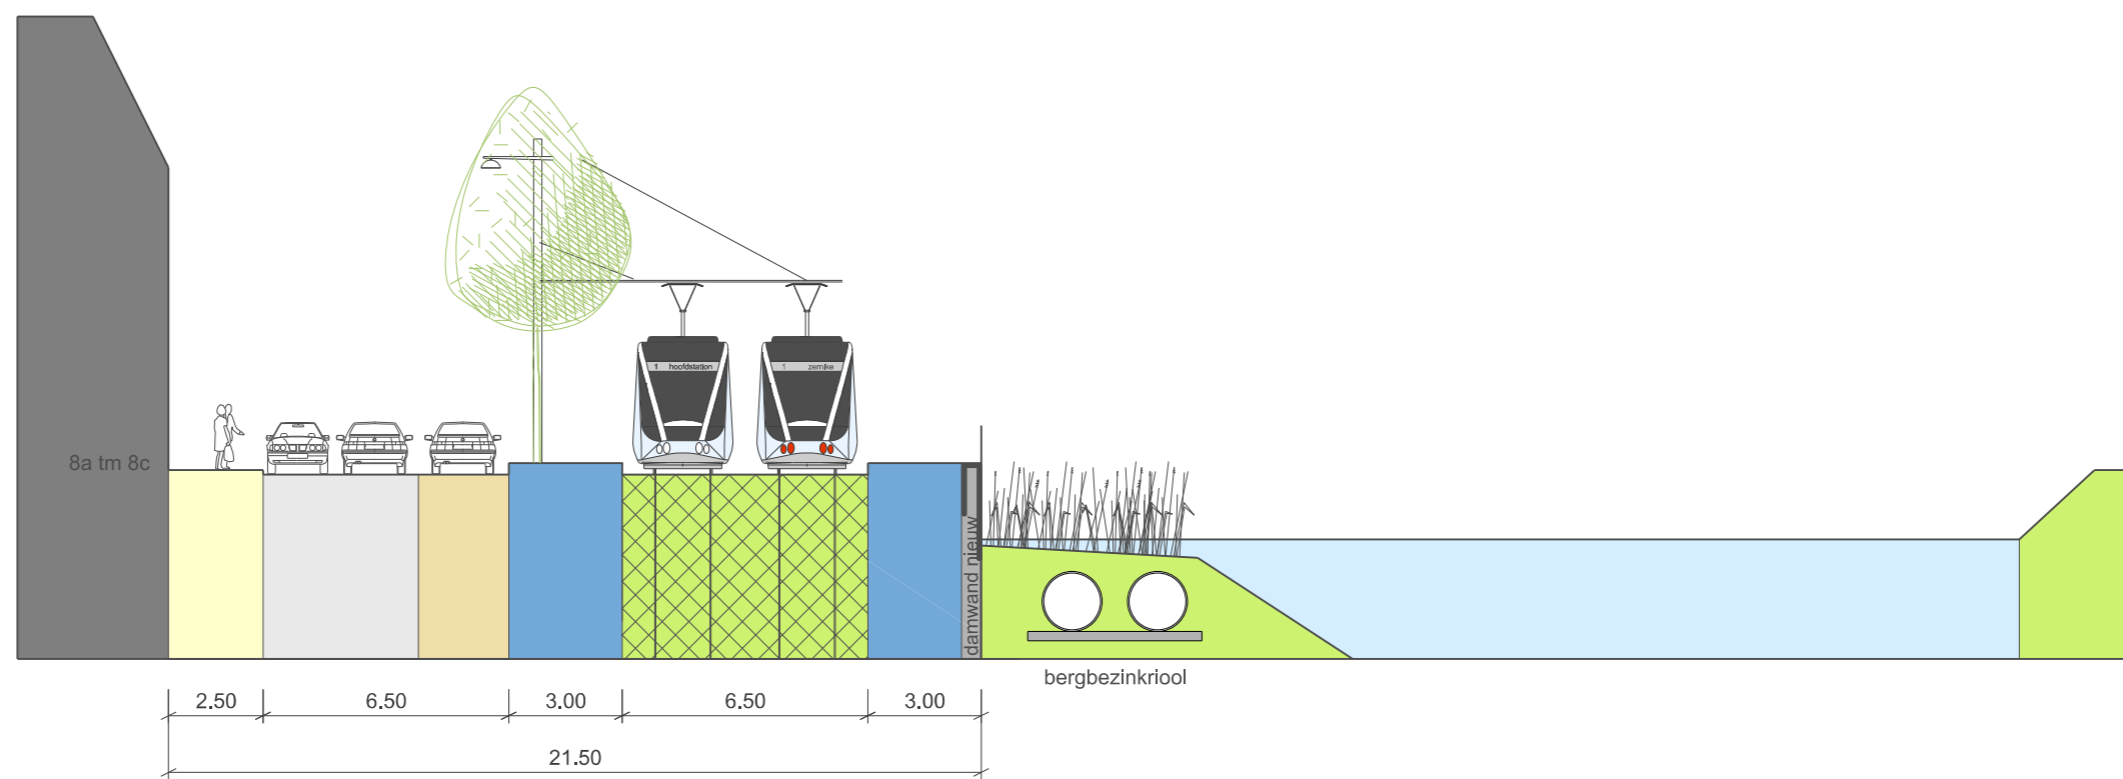 1 hoofdstation
1 zernike
8a tm 8c
damwand nieuw
bergbezinkriool
2.50 6.50 3.00 6.50 3.00
21.50